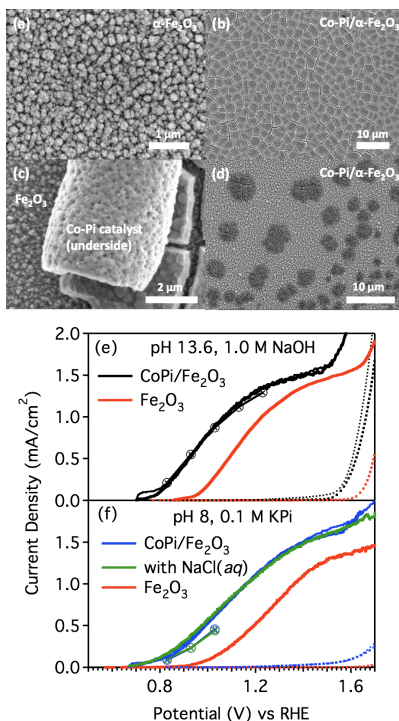 (a) α-Fe₂O₃
1 µm
(b) Co-Pi/α-Fe₂O₃
10 µm
(c)
Fe₂O₃
Co-Pi catalyst
(underside)
2 µm
(d) Co-Pi/α-Fe₂O₃
10 µm
2.0
1.5
1.0
0.5
0.0
(e) pH 13.6, 1.0 M NaOH
CoPi/Fe₂O₃
Fe₂O₃
1.5
1.0
0.5
0.0
(f) pH 8, 0.1 M KPi
CoPi/Fe₂O₃
with NaCl(aq)
Fe₂O₃
Current Density (mA/cm²)
0.8 1.2 1.6
Potential (V) vs RHE